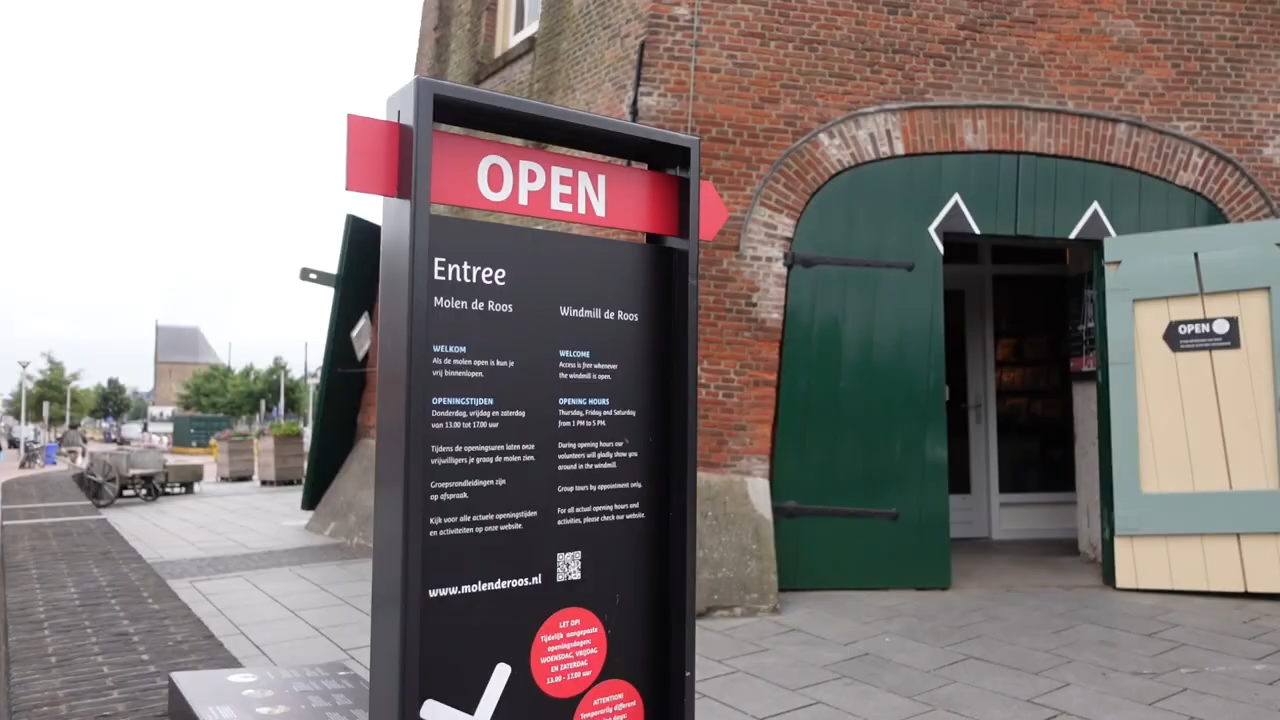 OPEN
Entree
Molen de Roos
WELKOM
Als de molen open is kun je
vrij binnenlopen.
OPENINGSTIJDEN
Donderdag, vrijdag en zaterdag
van 13.00 tot 17.00 uur
Tijdens de openingsuren laten onze
vrijwilligers je graag de molen zien.
Groepsrondleidingen zijn
op afspraak.
Kijk voor alle actuele openingstijden
en activiteiten op onze website.
Windmill de Roos
WELCOME
Access is free whenever
the windmill is open.
OPENING HOURS
Thursday, Friday and Saturday
from 1 PM to 5 PM.
During opening hours our
volunteers will gladly show you
around in the windmill.
Group tours by appointment only.
For all actual opening hours and
activities, please check our website.
www.molenderoos.nl
LET OP!
Tijdelijk aangepaste
openingsdagen:
WOENSDAG, VRIJDAG
EN ZATERDAG
13.00 - 17.00 uur
ATTENTION!
Temporarily different
days:
OPEN